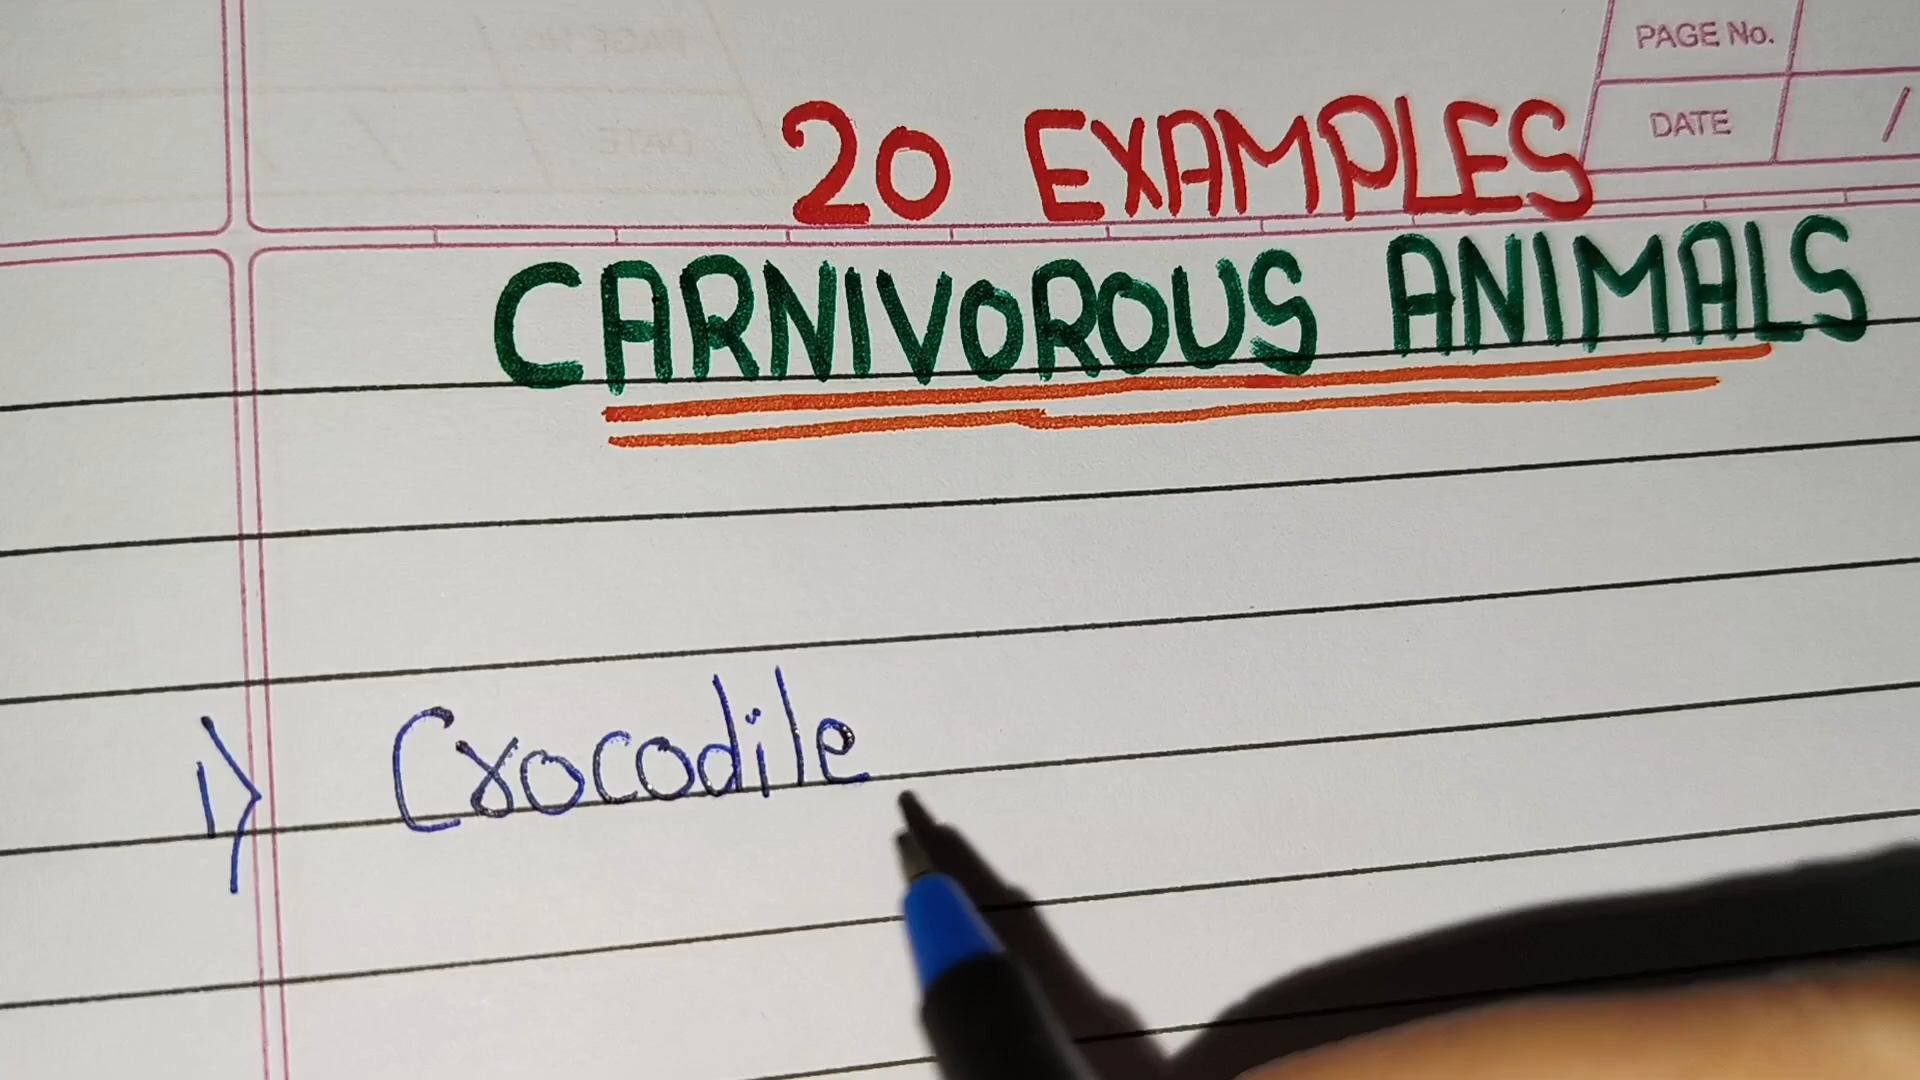 PAGE No.
DATE /
20 EXAMPLES
CARNIVOROUS ANIMALS
1) Crocodile